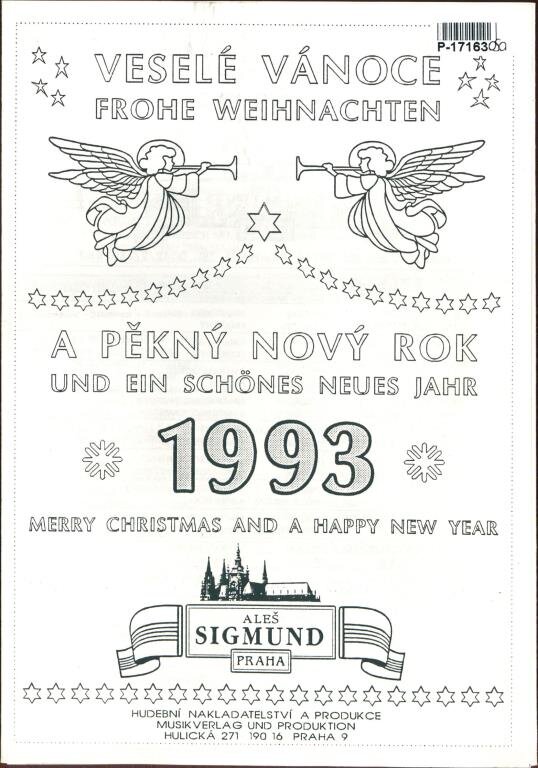 P-17163
VESELÉ VÁNOCE
FROHE WEIHNACHTEN
A PĚKNÝ NOVÝ ROK
UND EIN SCHÖNES NEUES JAHR
1993
MERRY CHRISTMAS AND A HAPPY NEW YEAR
ALEŠ
SIGMUND
PRAHA
HUDEBNÍ NAKLADATELSTVÍ A PRODUKCE
MUSIKVERLAG UND PRODUKTION
HULICKÁ 271 190 16 PRAHA 9